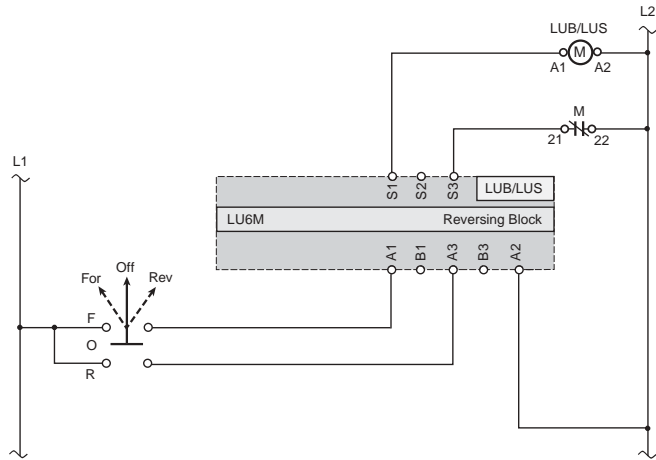 L2
LUB/LUS
M
A1 A2
M
21 22
L1
S1 S2 S3 LUB/LUS
LU6M Reversing Block
A1 B1 A3 B3 A2
Off
For Rev
F
O
R